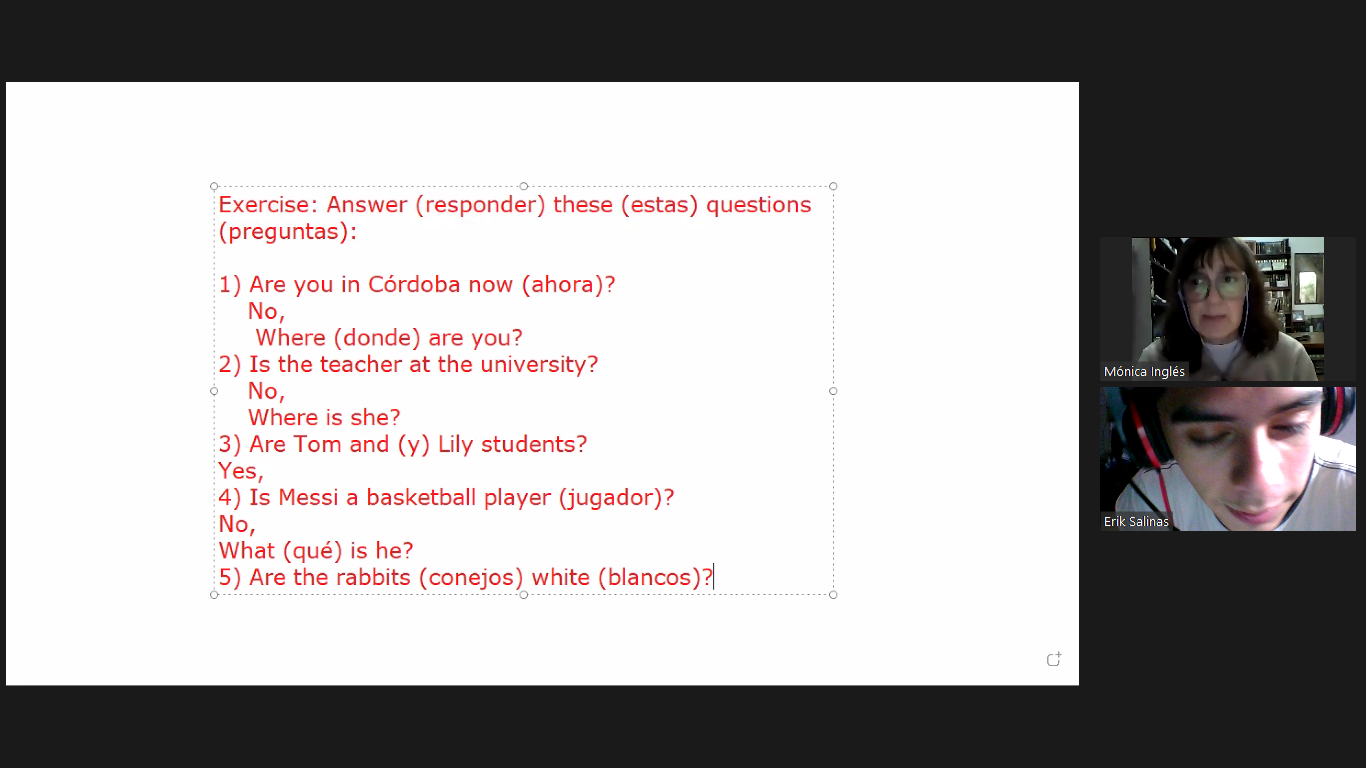 Exercise: Answer (responder) these (estas) questions
(preguntas):
1) Are you in Córdoba now (ahora)?
No,
Where (donde) are you?
2) Is the teacher at the university?
No,
Where is she?
3) Are Tom and (y) Lily students?
Yes,
4) Is Messi a basketball player (jugador)?
No,
What (qué) is he?
5) Are the rabbits (conejos) white (blancos)?
Mónica Inglés
Erik Salinas